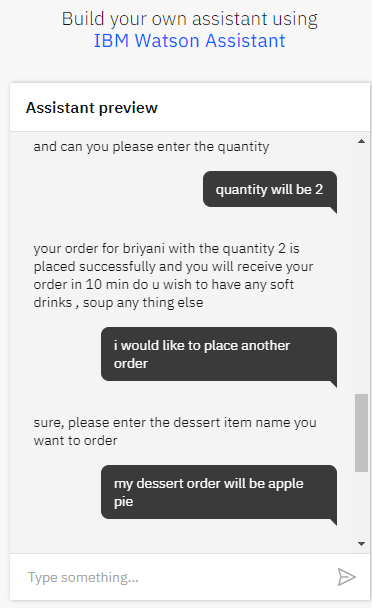 Build your own assistant using
IBM Watson Assistant
Assistant preview
and can you please enter the quantity
quantity will be 2
your order for briyani with the quantity 2 is
placed successfully and you will receive your
order in 10 min do u wish to have any soft
drinks , soup any thing else
i would like to place another
order
sure, please enter the dessert item name you
want to order
my dessert order will be apple
pie
Type something...